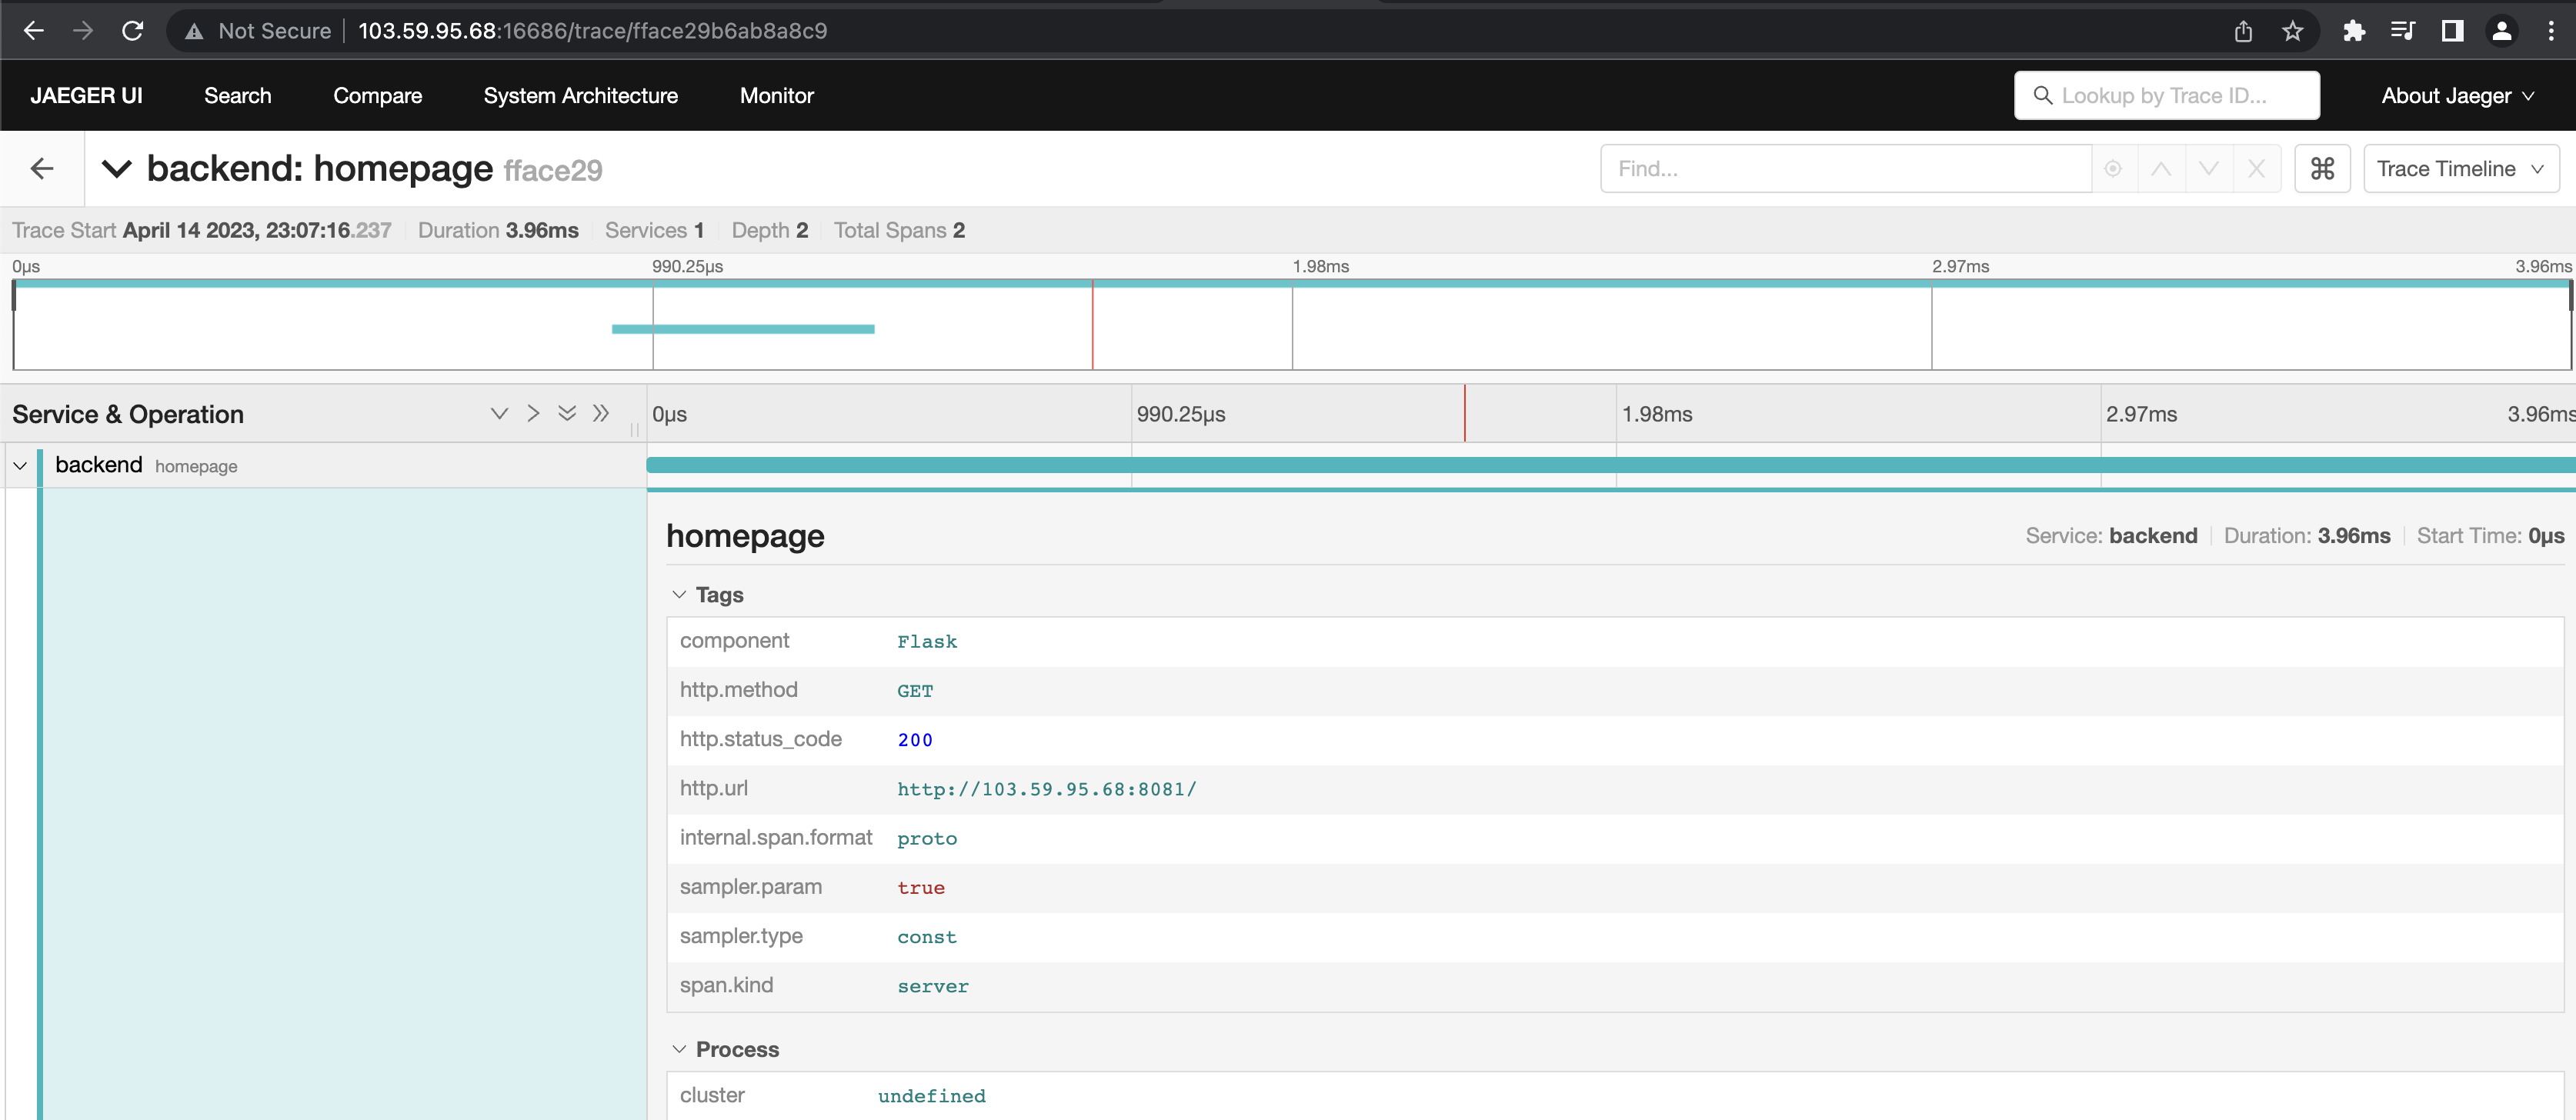 Not Secure 103.59.95.68:16686/trace/fface29b6ab8a8c9
JAEGER UI Search Compare System Architecture Monitor Lookup by Trace ID... About Jaeger
backend: homepage fface29 Find... ⌘ Trace Timeline
Trace Start April 14 2023, 23:07:16.237 Duration 3.96ms Services 1 Depth 2 Total Spans 2
0μs 990.25μs 1.98ms 2.97ms 3.96ms
Service & Operation 0μs 990.25μs 1.98ms 2.97ms 3.96ms
backend homepage
homepage Service: backend Duration: 3.96ms Start Time: 0μs
Tags
component Flask
http.method GET
http.status_code 200
http.url http://103.59.95.68:8081/
internal.span.format proto
sampler.param true
sampler.type const
span.kind server
Process
cluster undefined